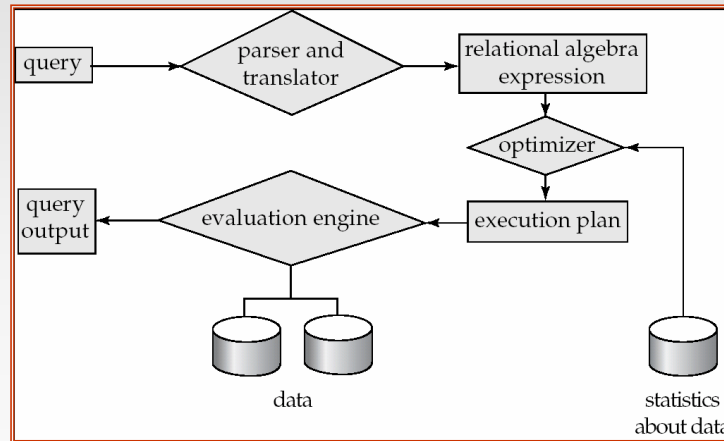 query
parser and
translator
relational algebra
expression
optimizer
query
output
evaluation engine
execution plan
data
statistics
about data